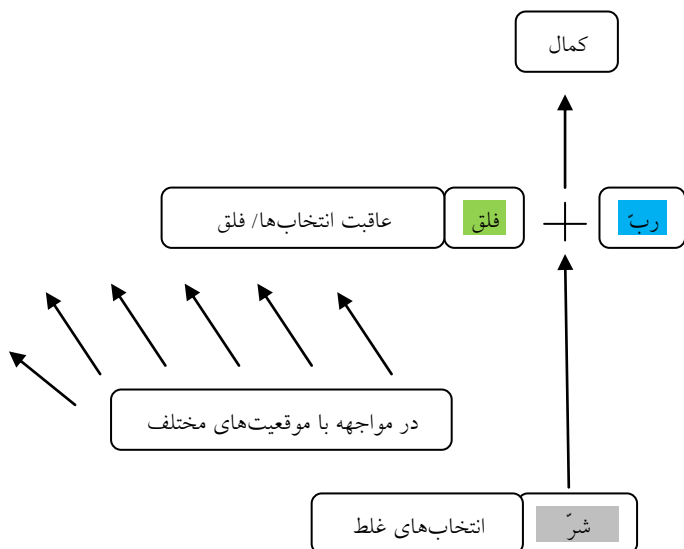 کمال
ربّ
فلق
عاقبت انتخاب‌ها/ فلق
در مواجهه با موقعیت‌های مختلف
شرّ
انتخاب‌های غلط